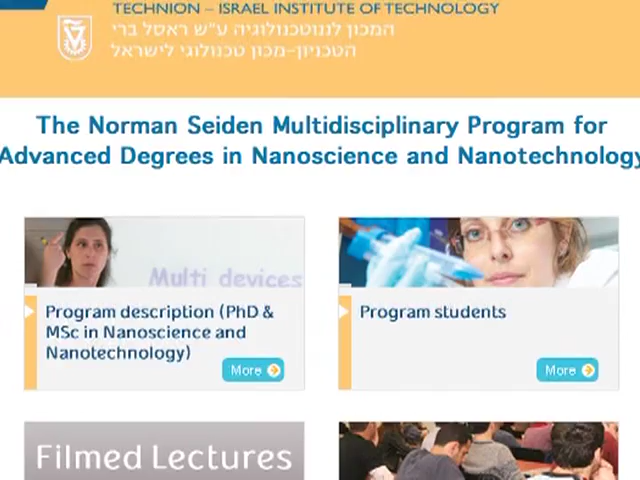 TECHNION – ISRAEL INSTITUTE OF TECHNOLOGY
המכון לננוטכנולוגיה ע"ש ראסל ברי
הטכניון-מכון טכנולוגי לישראל
The Norman Seiden Multidisciplinary Program for
Advanced Degrees in Nanoscience and Nanotechnology
Multi devices
Program description (PhD &
MSc in Nanoscience and
Nanotechnology)
More
Program students
More
Filmed Lectures